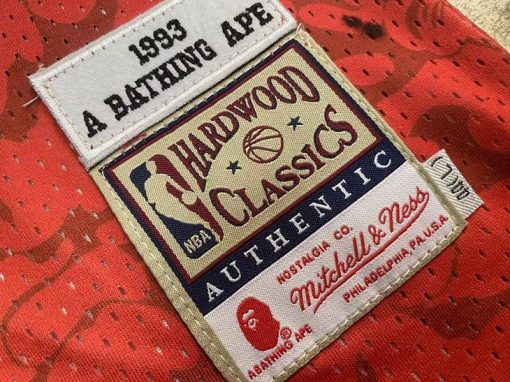 1993
A BATHING APE
HARDWOOD
CLASSICS
NBA
AUTHENTIC
NOSTALGIA CO.
Mitchell & Ness
PHILADELPHIA, PA. U.S.A.
®
A BATHING APE